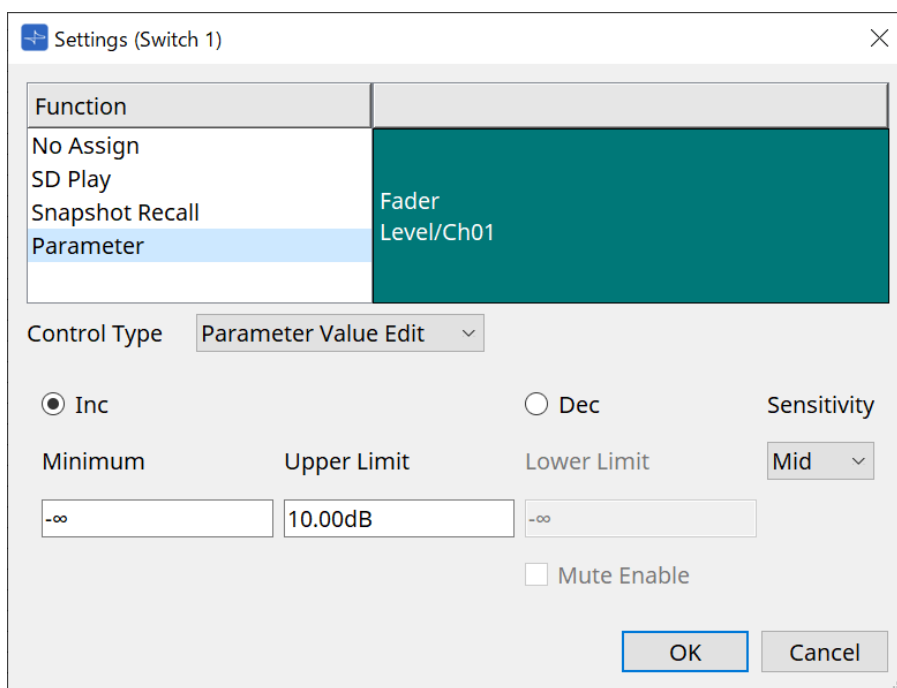 Settings (Switch 1)
Function
No Assign
SD Play
Snapshot Recall
Parameter
Fader
Level/Ch01
Control Type Parameter Value Edit
Inc Dec Sensitivity
Minimum Upper Limit Lower Limit Mid
-∞ 10.00dB -∞
Mute Enable
OK Cancel